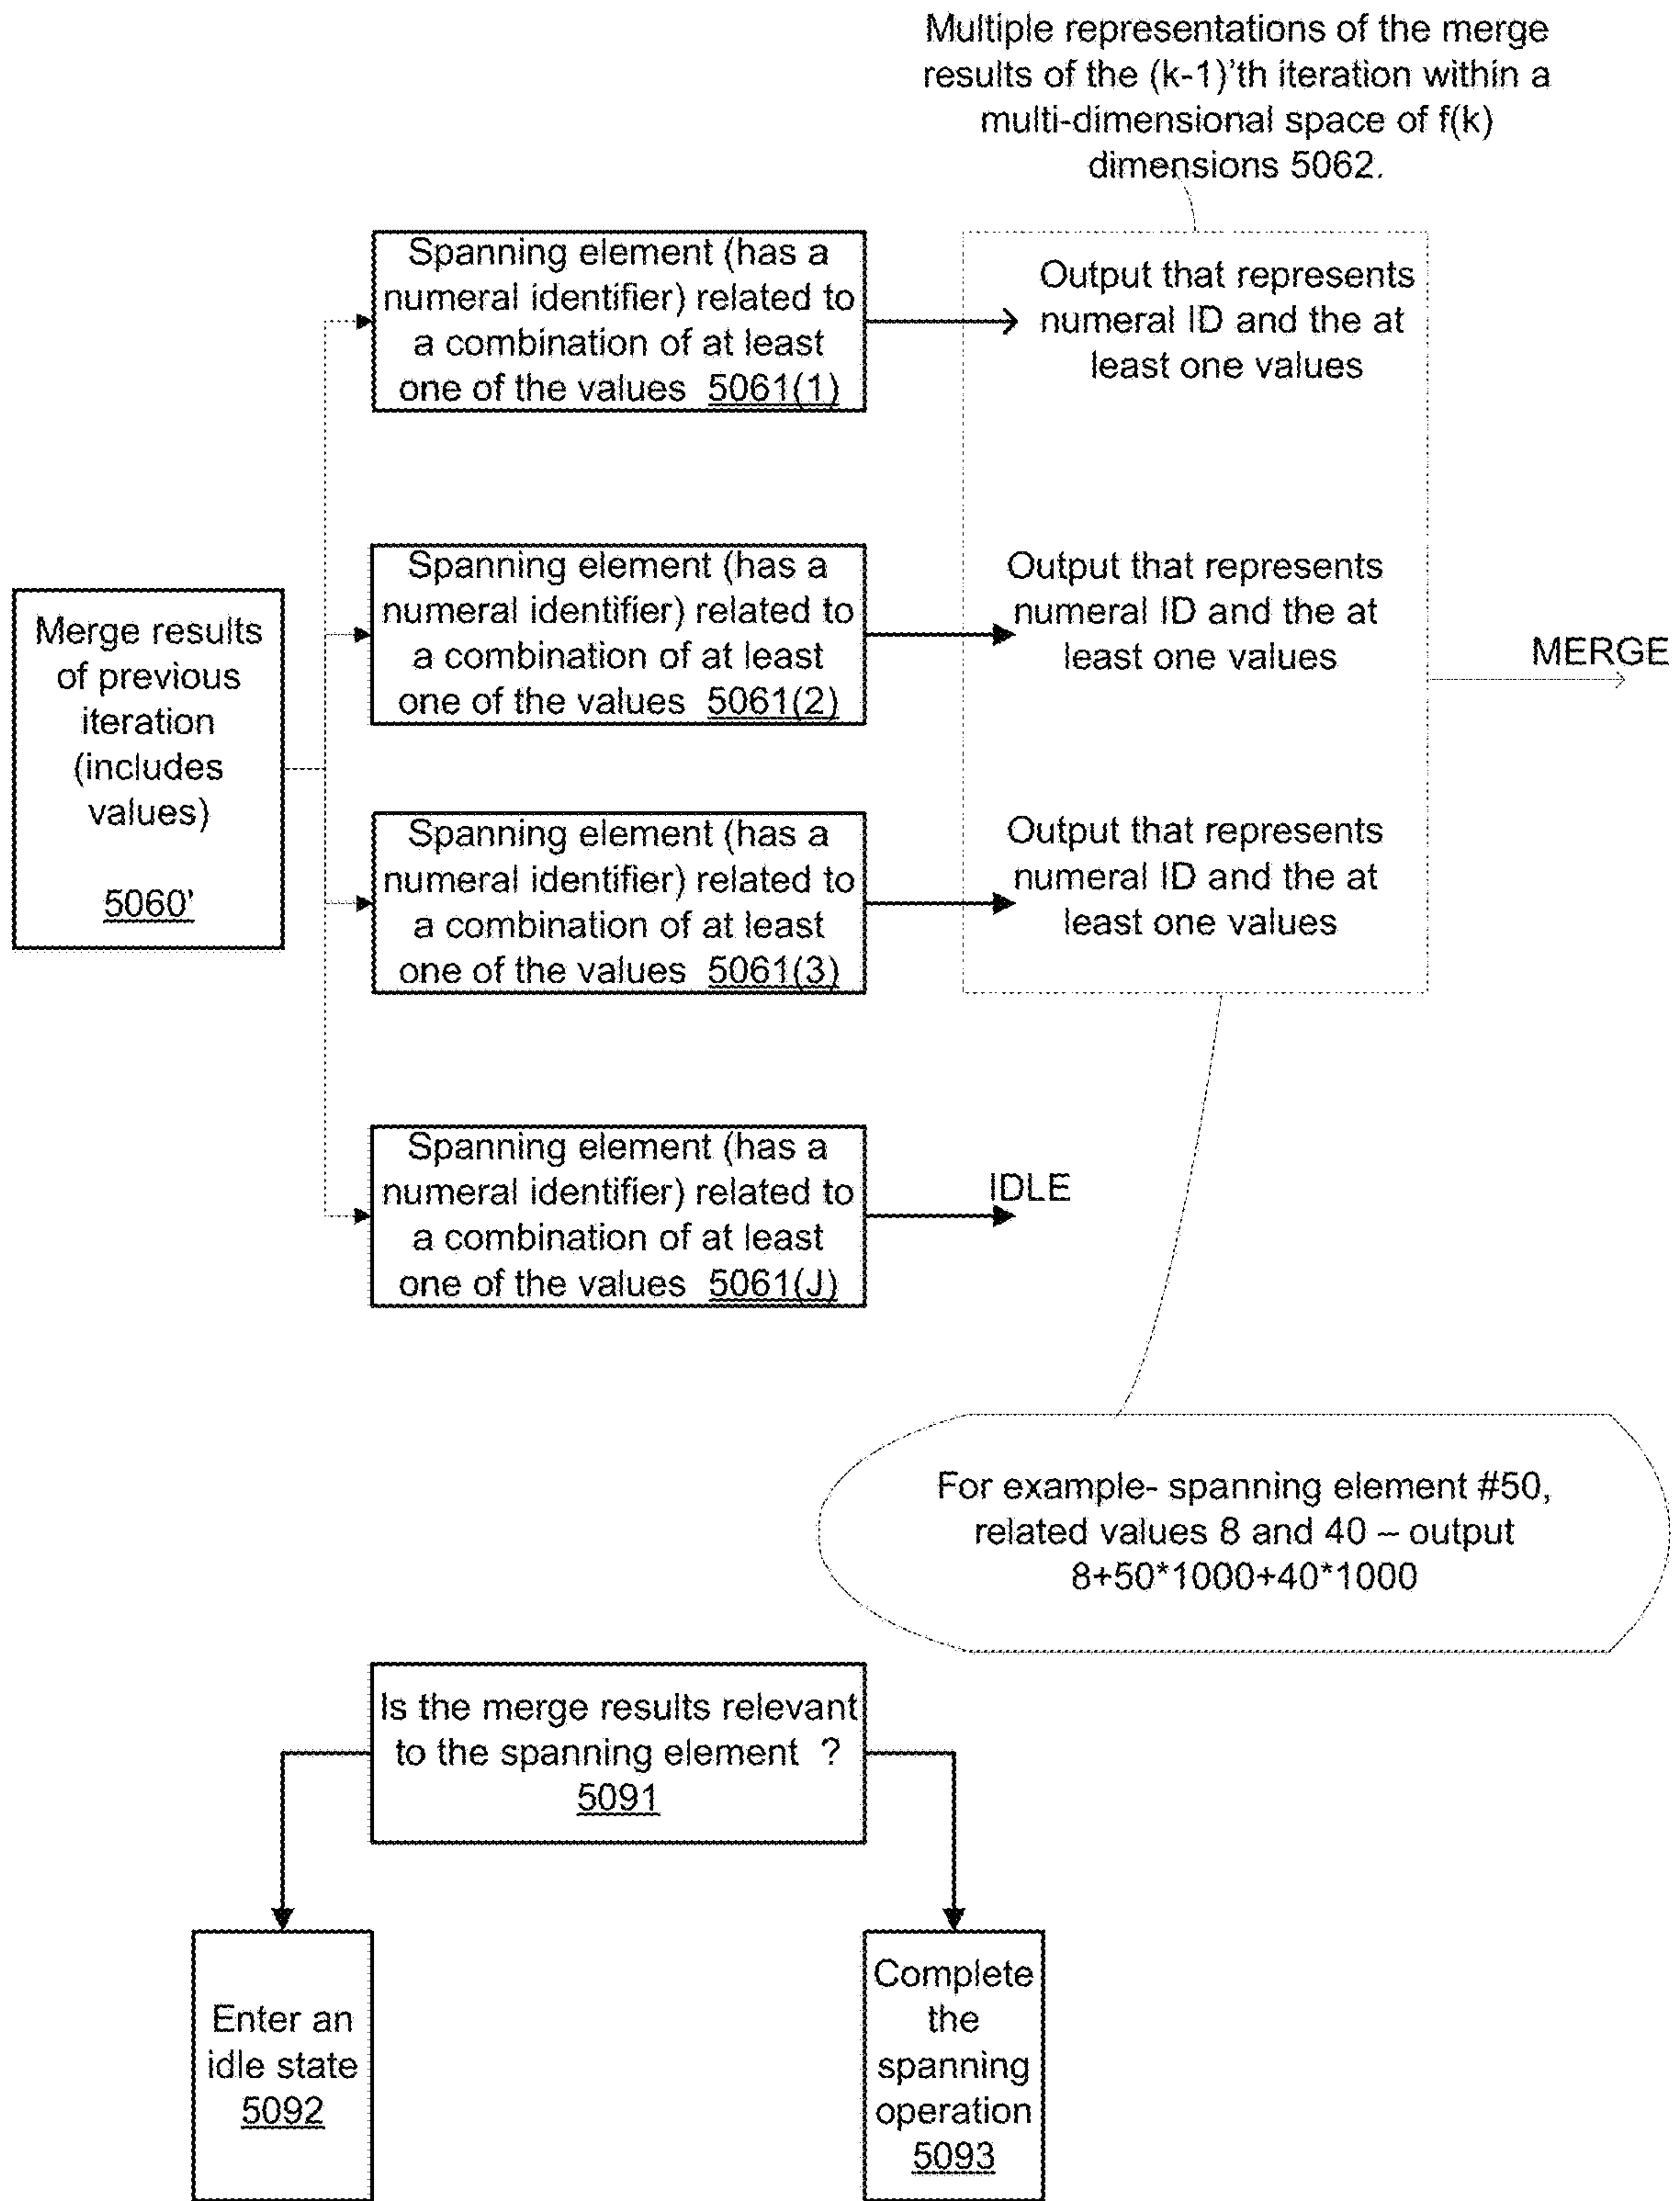 Multiple representations of the merge
results of the (k-1)'th iteration within a
multi-dimensional space of f(k)
dimensions 5062.
Spanning element (has a
numeral identifier) related to
a combination of at least
one of the values 5061(1)
Output that represents
numeral ID and the at
least one values
Spanning element (has a
numeral identifier) related to
a combination of at least
one of the values 5061(2)
Output that represents
numeral ID and the at
least one values
MERGE
Merge results
of previous
iteration
(includes
values)
5060'
Spanning element (has a
numeral identifier) related to
a combination of at least
one of the values 5061(3)
Output that represents
numeral ID and the at
least one values
Spanning element (has a
numeral identifier) related to
a combination of at least
one of the values 5061(J)
IDLE
For example- spanning element #50,
related values 8 and 40 – output
8+50*1000+40*1000
Is the merge results relevant
to the spanning element ?
5091
Enter an
idle state
5092
Complete
the
spanning
operation
5093